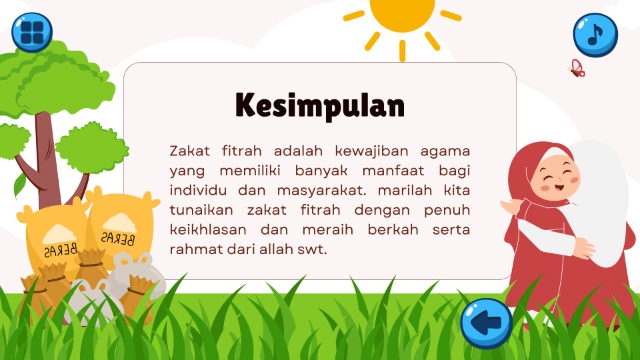 Kesimpulan
Zakat fitrah adalah kewajiban agama
yang memiliki banyak manfaat bagi
individu dan masyarakat. marilah kita
tunaikan zakat fitrah dengan penuh
keikhlasan dan meraih berkah serta
rahmat dari allah swt.
BERAS
BERAS